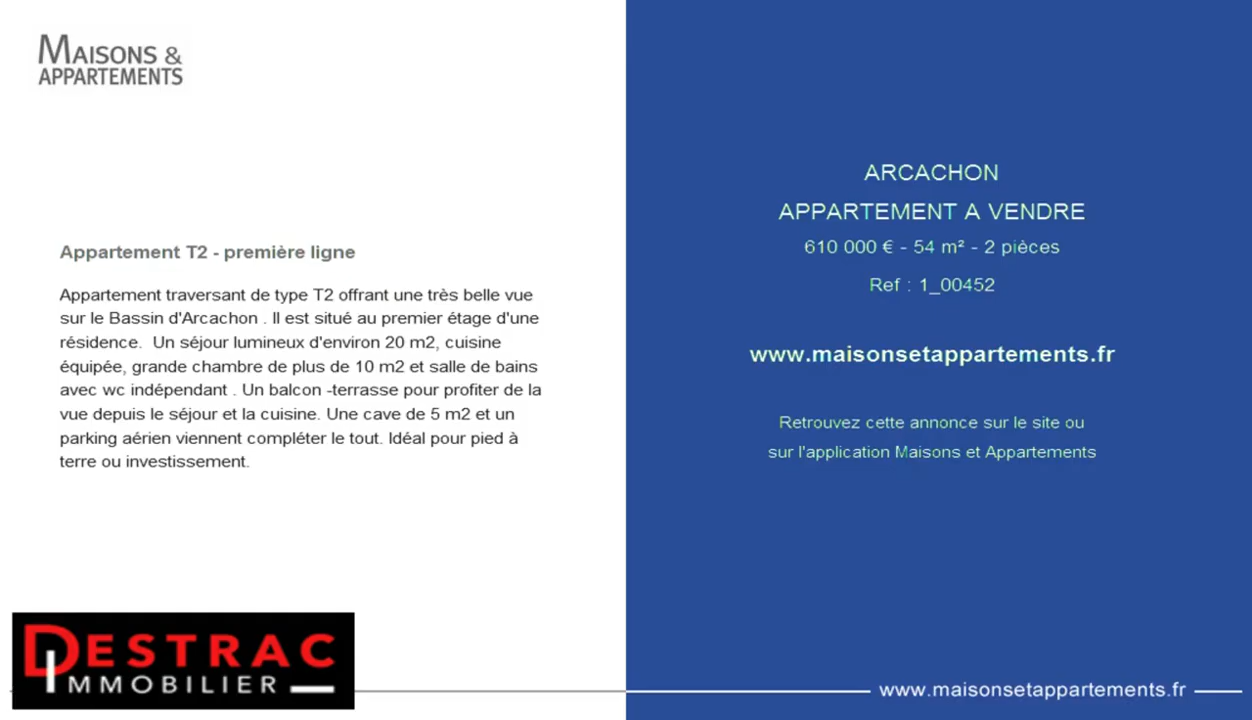 MAISONS &
APPARTEMENTS
Appartement T2 - première ligne
Appartement traversant de type T2 offrant une très belle vue
sur le Bassin d'Arcachon . Il est situé au premier étage d'une
résidence.  Un séjour lumineux d'environ 20 m2, cuisine
équipée, grande chambre de plus de 10 m2 et salle de bains
avec wc indépendant . Un balcon -terrasse pour profiter de la
vue depuis le séjour et la cuisine. Une cave de 5 m2 et un
parking aérien viennent compléter le tout. Idéal pour pied à
terre ou investissement.
DESTRAC
IMMOBILIER
ARCACHON
APPARTEMENT A VENDRE
610 000 € - 54 m² - 2 pièces
Ref : 1_00452
www.maisonsetappartements.fr
Retrouvez cette annonce sur le site ou
sur l'application Maisons et Appartements
www.maisonsetappartements.fr